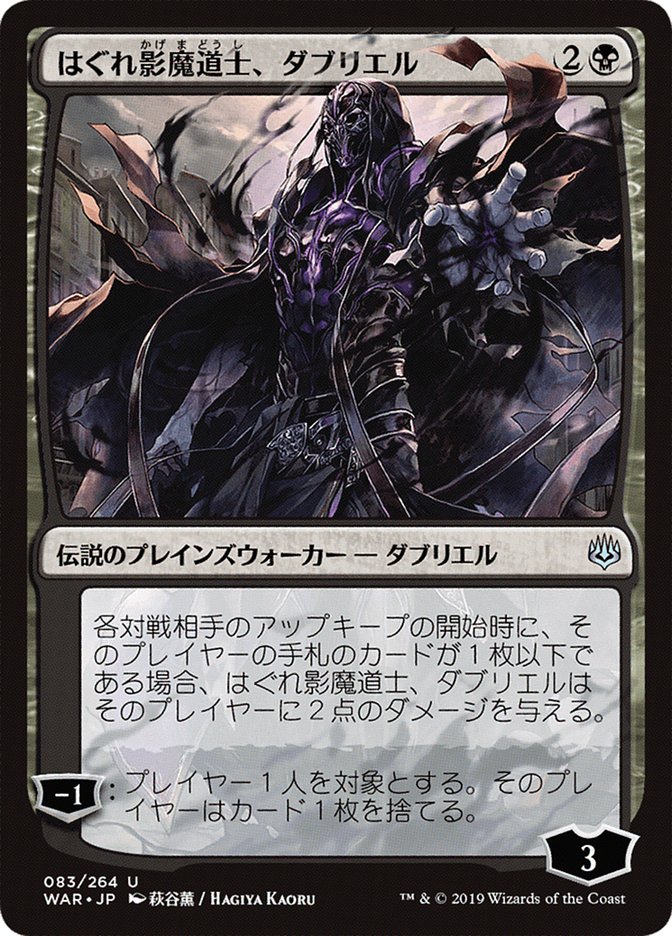 かげまどうし
はぐれ影魔道士、ダブリエル 2
伝説のプレインズウォーカー — ダブリエル
各対戦相手のアップキープの開始時に、そ
のプレイヤーの手札のカードが1枚以下で
ある場合、はぐれ影魔道士、ダブリエルは
そのプレイヤーに2点のダメージを与える。
-1：プレイヤー1人を対象とする。そのプレ
イヤーはカード1枚を捨てる。
3
083/264 U
WAR • JP 萩谷薫 / HAGIYA KAORU
™ & © 2019 Wizards of the Coast